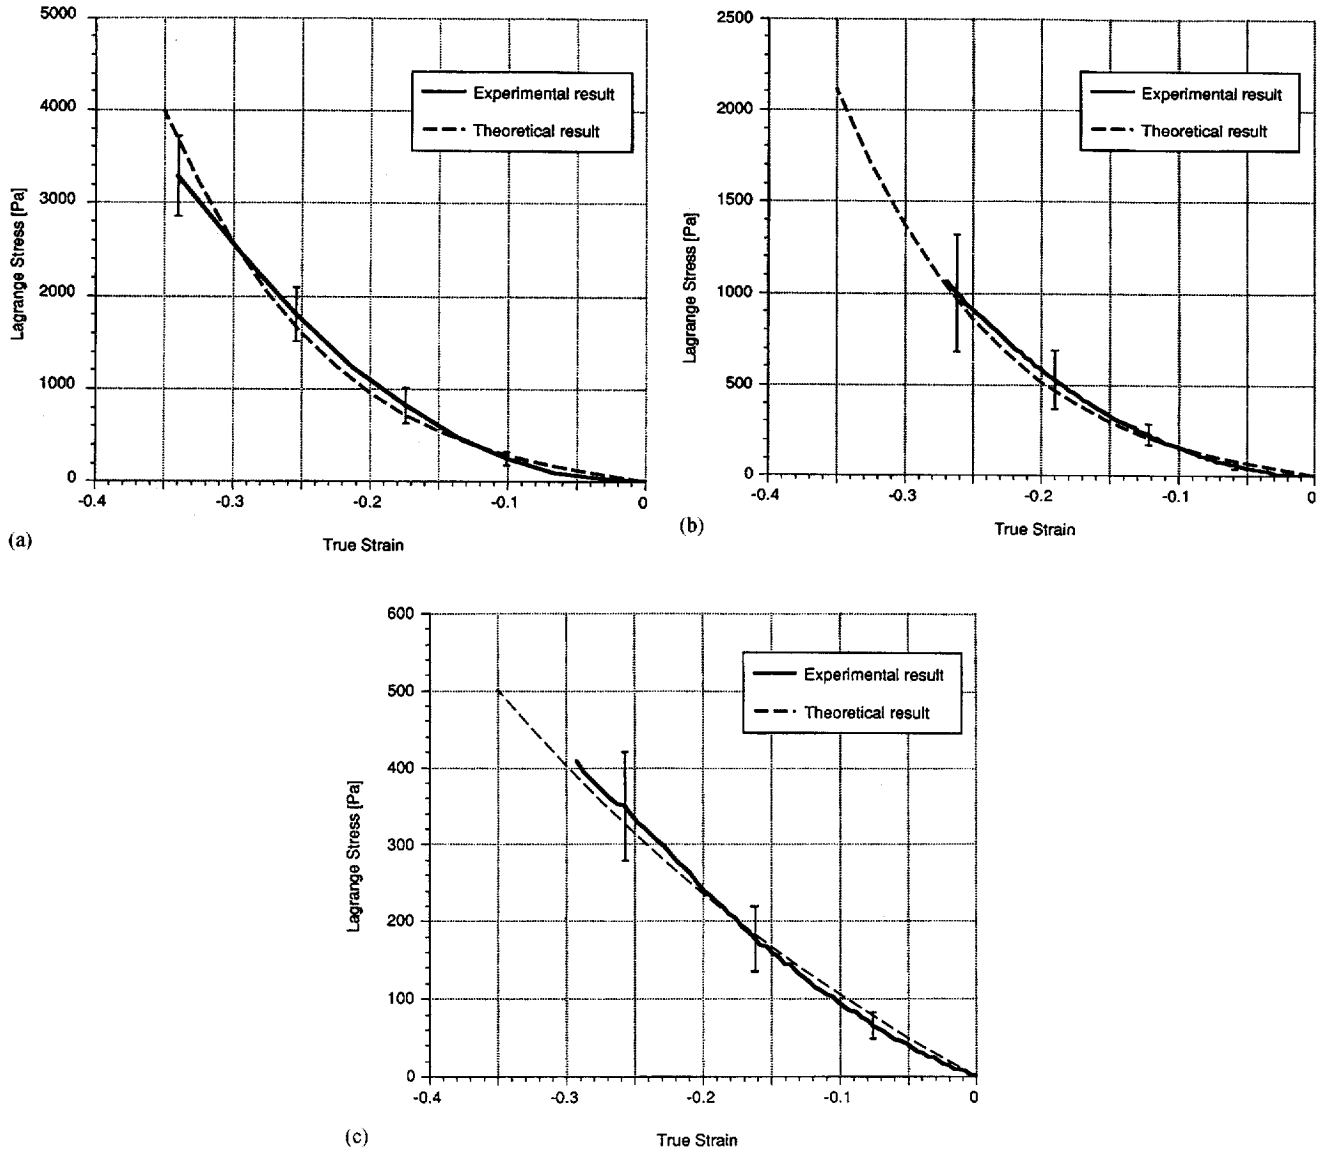 5000
4000
3000
2000
1000
0
Lagrange Stress [Pa]
Experimental result
Theoretical result
-0.4
-0.3
-0.2
-0.1
0
True Strain
(a)
2500
2000
1500
1000
500
0
Lagrange Stress [Pa]
Experimental result
Theoretical result
-0.4
-0.3
-0.2
-0.1
0
True Strain
(b)
600
500
400
300
200
100
0
Lagrange Stress [Pa]
Experimental result
Theoretical result
-0.4
-0.3
-0.2
-0.1
0
True Strain
(c)